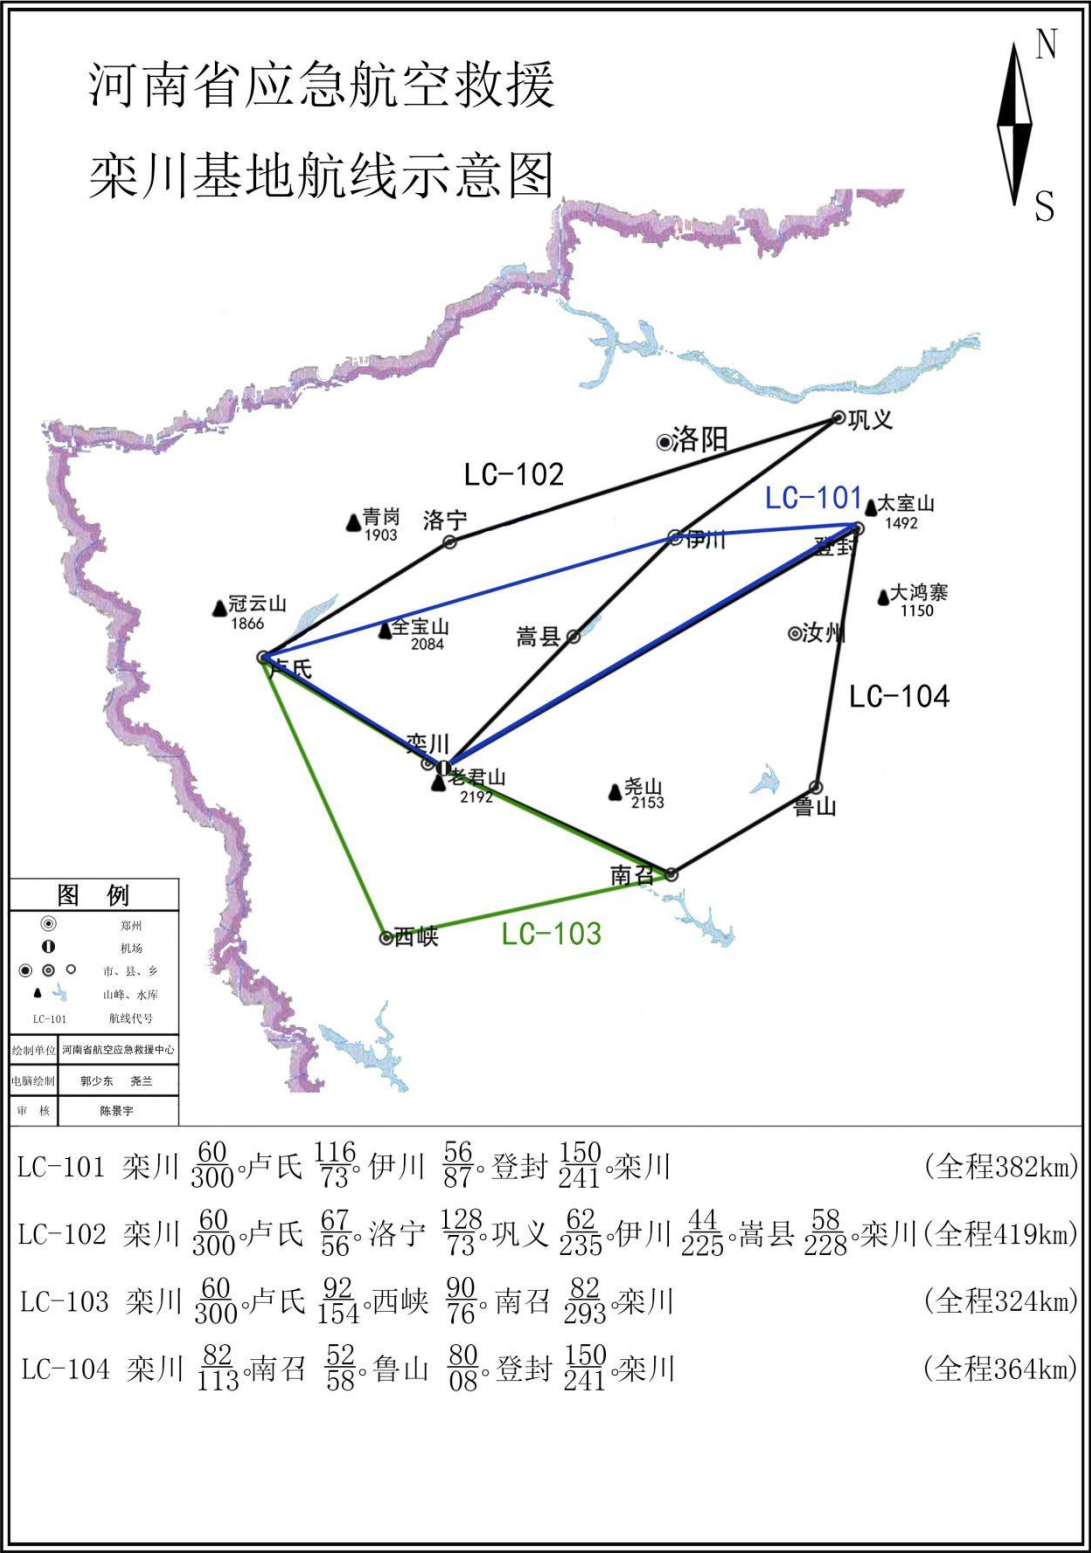 河南省应急航空救援
栾川基地航线示意图
N
S
巩义
洛阳
LC-102
LC-101
太室山
1492
青岗
1903
洛宁
伊川
登封
大鸿寨
1150
冠云山
1866
全宝山
2084
嵩县
汝州
卢氏
LC-104
栾川
老君山
2192
尧山
2153
鲁山
南召
西峡
LC-103
图 例
郑州
机场
市、县、乡
山峰、水库
LC-101 航线代号
绘制单位 河南省航空应急救援中心
电脑绘制 郭少东 尧兰
审 核 陈景宇
LC-101 栾川 60/300° 卢氏 116/73° 伊川 56/87° 登封 150/241° 栾川 (全程382km)
LC-102 栾川 60/300° 卢氏 67/56° 洛宁 128/73° 巩义 62/235° 伊川 44/225° 嵩县 58/228° 栾川 (全程419km)
LC-103 栾川 60/300° 卢氏 92/154° 西峡 90/76° 南召 82/293° 栾川 (全程324km)
LC-104 栾川 82/113° 南召 52/58° 鲁山 80/08° 登封 150/241° 栾川 (全程364km)